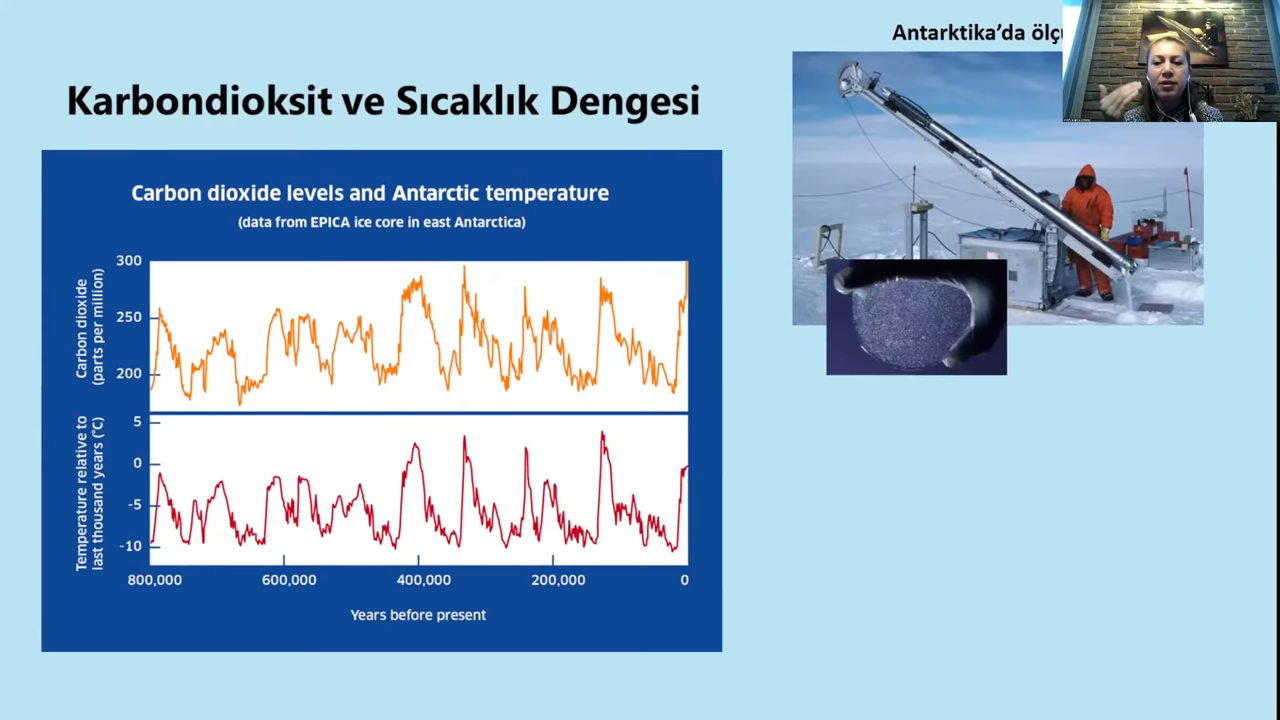 Antarktika’da
Karbondioksit ve Sıcaklık Dengesi
Carbon dioxide levels and Antarctic temperature
(data from EPICA ice core in east Antarctica)
Carbon dioxide
(parts per million)
300
250
200
Temperature relative to
last thousand years (°C)
5
0
-5
-10
800,000
600,000
400,000
200,000
0
Years before present